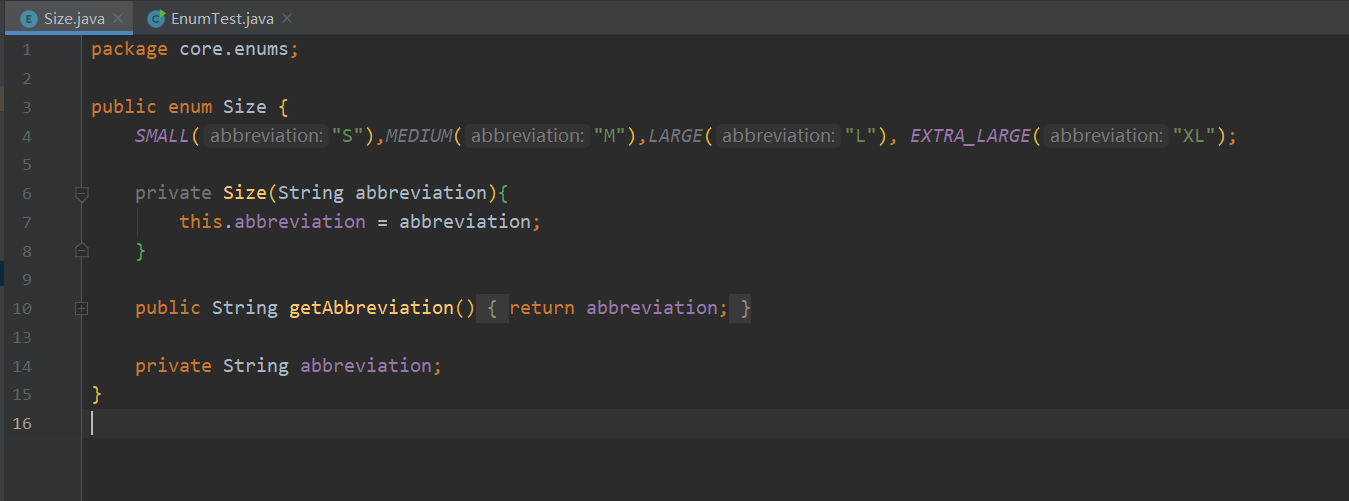 Size.java EnumTest.java
1 package core.enums;
2
3 public enum Size {
4 SMALL( abbreviation: "S"),MEDIUM( abbreviation: "M"),LARGE( abbreviation: "L"), EXTRA_LARGE( abbreviation: "XL");
5
6 private Size(String abbreviation){
7 this.abbreviation = abbreviation;
8 }
9
10 public String getAbbreviation() { return abbreviation; }
13
14 private String abbreviation;
15 }
16